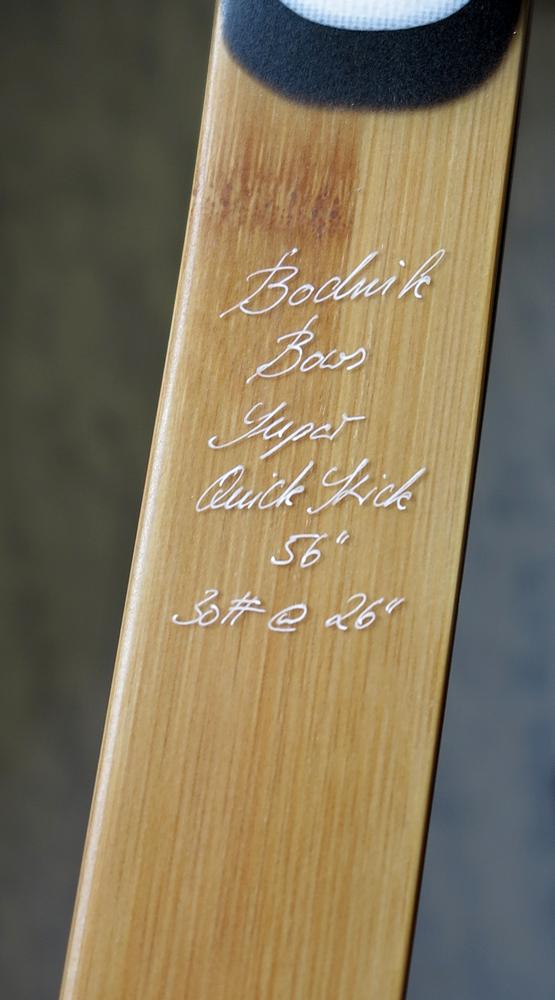 Bodnik
Bows
Super
Quick Stick
56"
30# @ 26"